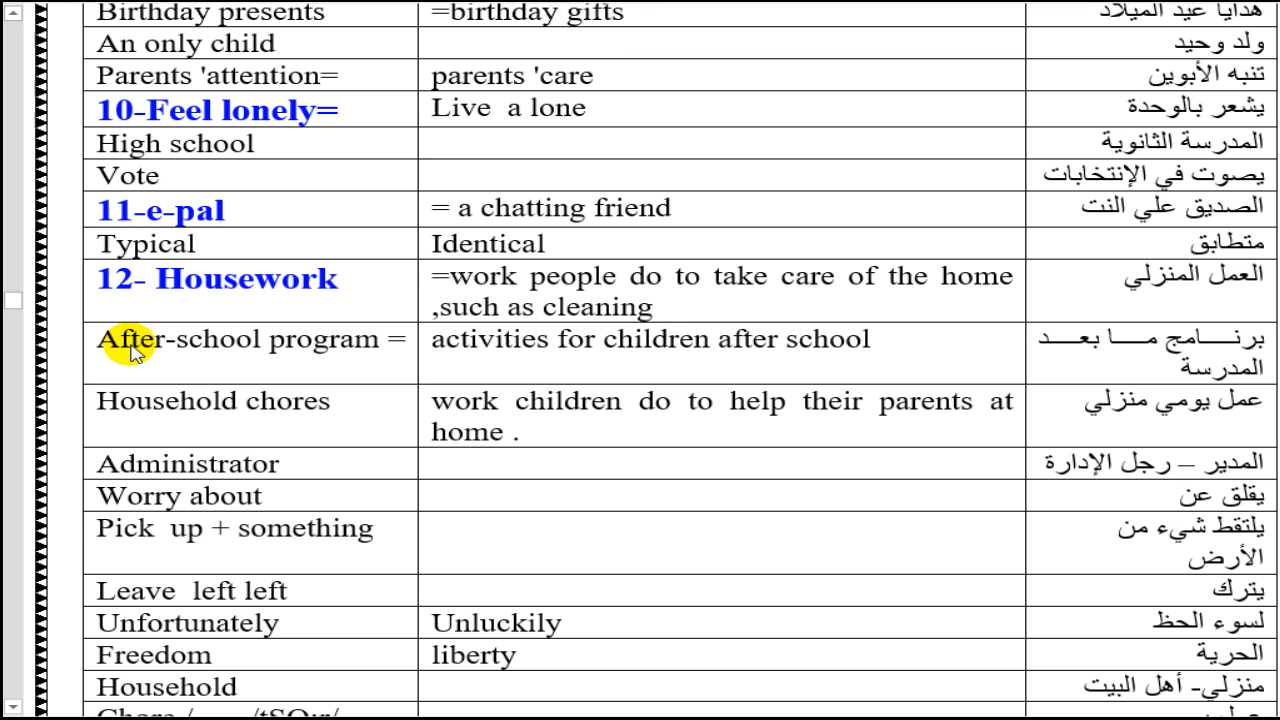 Birthday presents =birthday gifts هدايا عيد الميلاد
An only child ولد وحيد
Parents 'attention= parents 'care تنبه الأبوين
10-Feel lonely= Live a lone يشعر بالوحدة
High school المدرسة الثانوية
Vote يصوت في الإنتخابات
11-e-pal = a chatting friend الصديق علي النت
Typical Identical متطابق
12- Housework =work people do to take care of the home العمل المنزلي
,such as cleaning
After-school program = activities for children after school برنامج ما بعد
المدرسة
Household chores work children do to help their parents at عمل يومي منزلي
home .
Administrator المدير – رجل الإدارة
Worry about يقلق عن
Pick up + something يلتقط شيء من
الأرض
Leave left left يترك
Unfortunately Unluckily لسوء الحظ
Freedom liberty الحرية
Household منزلي- أهل البيت